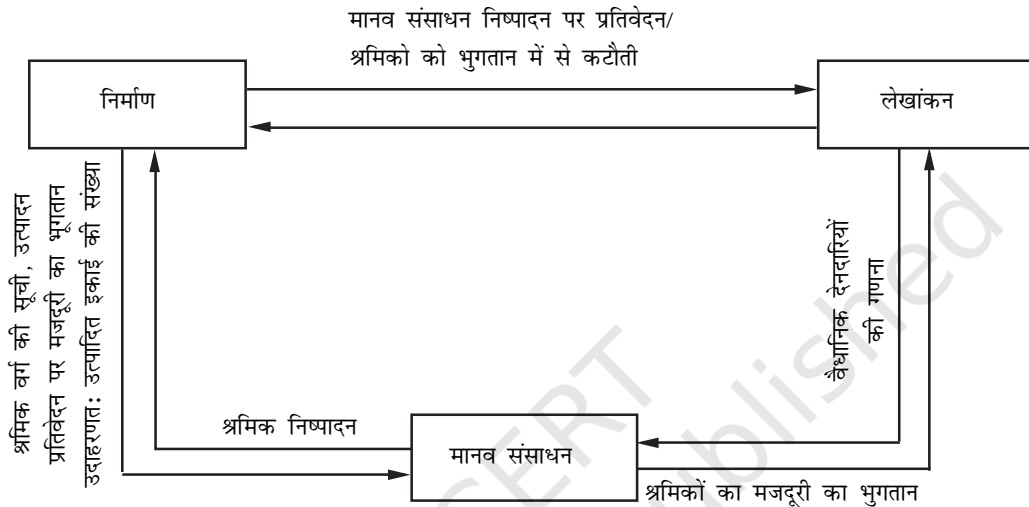 मानव संसाधन निष्पादन पर प्रतिवेदन/
श्रमिको को भुगतान में से कटौती
निर्माण
लेखांकन
श्रमिक वर्ग की सूची, उत्पादन
प्रतिवेदन पर मजदूरी का भूगतान
उदाहरणत: उत्पादित इकाई की संख्या
वैधानिक देनदारियों
की गणना
श्रमिक निष्पादन
मानव संसाधन
श्रमिकों का मजदूरी का भुगतान